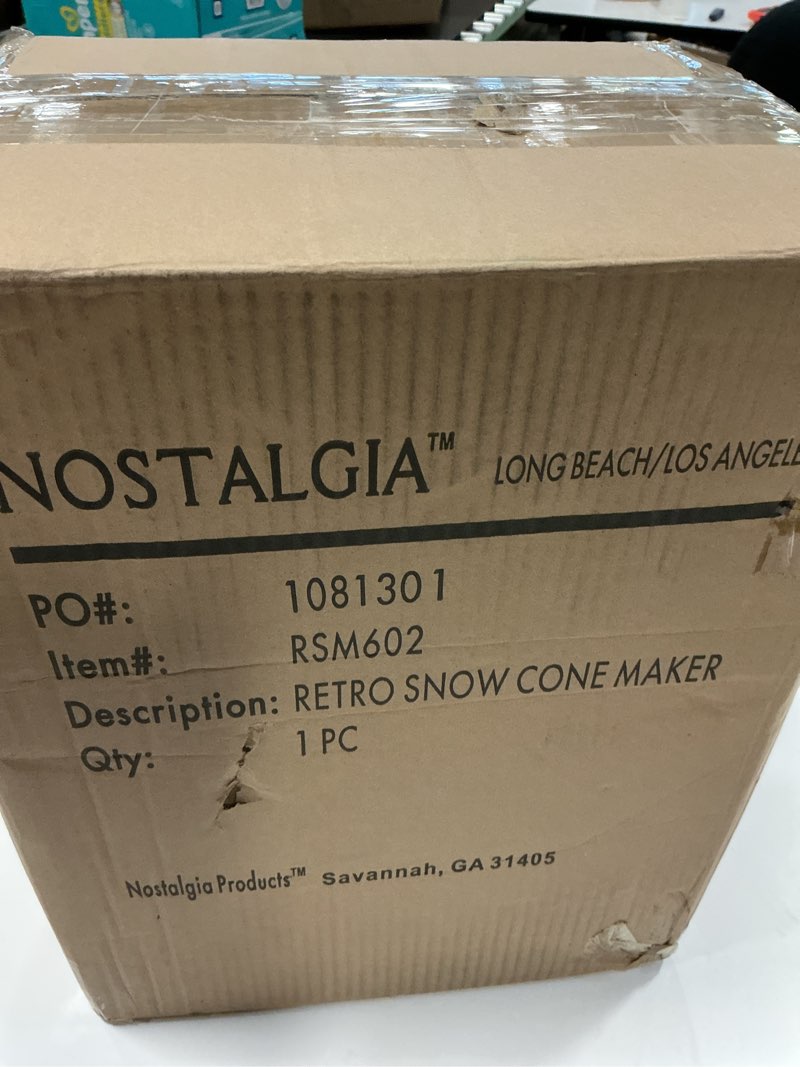 NOSTALGIA™ LONG BEACH/LOS ANGELE
PO#: 1081301
Item#: RSM602
Description: RETRO SNOW CONE MAKER
Qty: 1 PC
Nostalgia Products™ Savannah, GA 31405